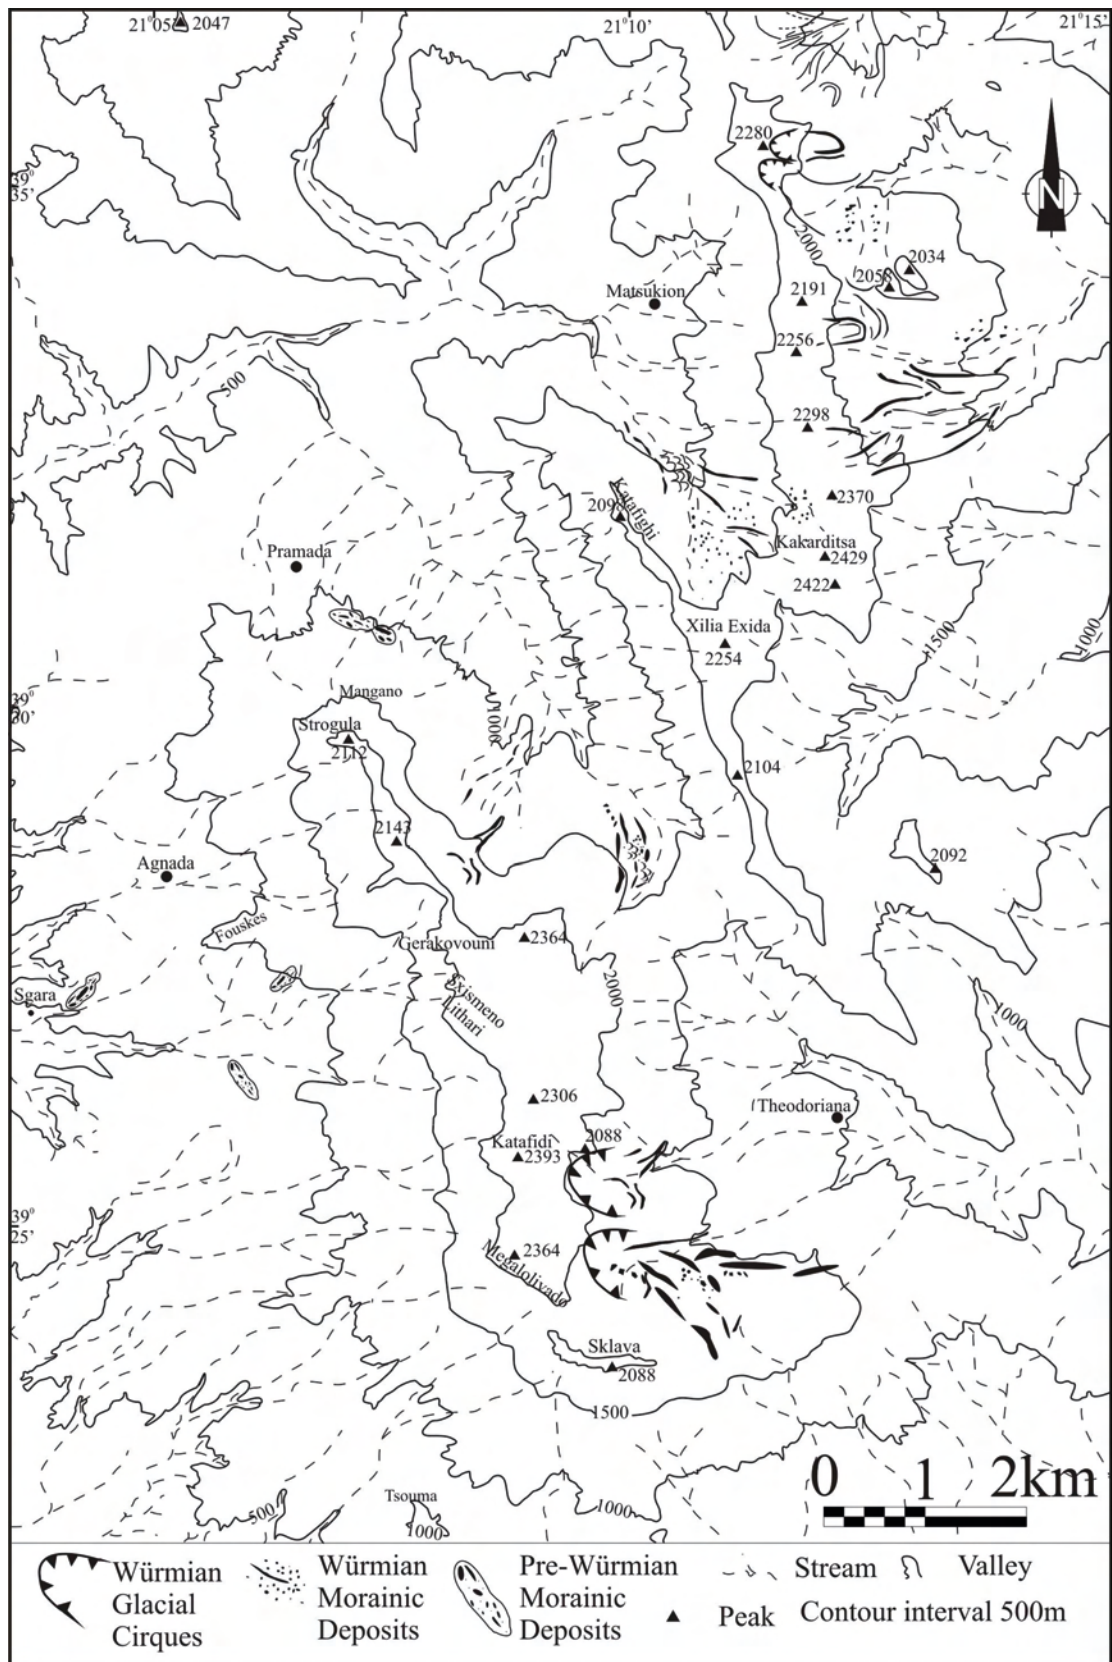 21°05'
2047
21°10'
21°15'
2280
39°
35'
2000
2034
2058
Matsukion
2191
2256
500
2298
Katafighi
2098
2370
Kakarditsa
2429
Pramada
2422
Xilia Exida
2254
1500
1000
39°
30'
Mangano
Strogula
2112
1000
2104
2143
2092
Agnada
Fouskes
Gerakovouni
2364
Sxismeno
Lithari
2000
Sgara
1000
2306
Theodoriana
2088
Katafidi
2393
39°
25'
2364
Megalolivado
Sklava
2088
1500
0 1 2km
Tsouma
500
1000
1000
Würmian
Glacial
Cirques
Würmian
Morainic
Deposits
Pre-Würmian
Morainic
Deposits
Stream
Valley
Peak
Contour interval 500m
N